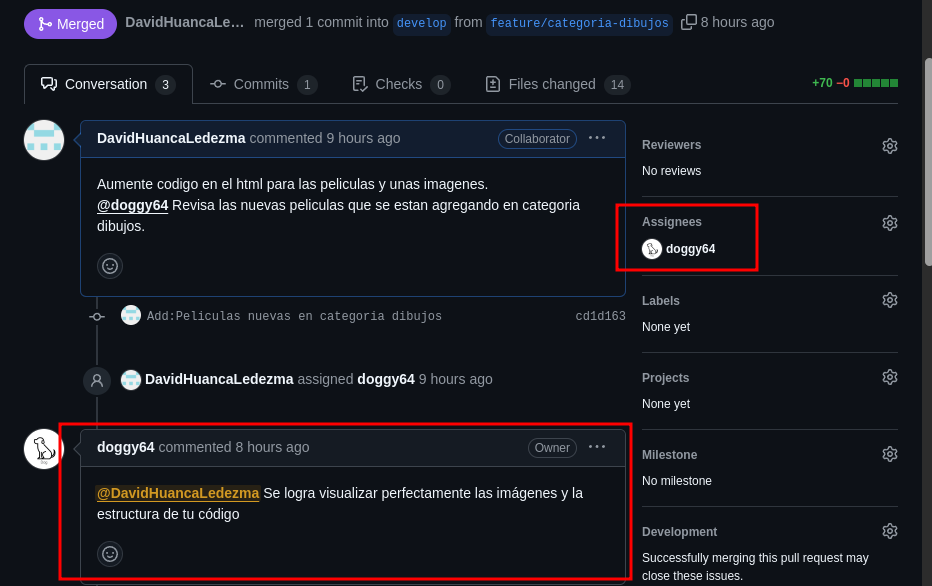 Merged DavidHuancaLe... merged 1 commit into develop from feature/categoria-dibujos 8 hours ago
Conversation 3 Commits 1 Checks 0 Files changed 14 +70 −0
DavidHuancaLedezma commented 9 hours ago Collaborator ...
Aumente codigo en el html para las peliculas y unas imagenes.
@doggy64 Revisa las nuevas peliculas que se estan agregando en categoria
dibujos.
Add:Peliculas nuevas en categoria dibujos cd1d163
DavidHuancaLedezma assigned doggy64 9 hours ago
doggy64 commented 8 hours ago Owner ...
@DavidHuancaLedezma Se logra visualizar perfectamente las imágenes y la
estructura de tu código
Reviewers
No reviews
Assignees
doggy64
Labels
None yet
Projects
None yet
Milestone
No milestone
Development
Successfully merging this pull request may
close these issues.